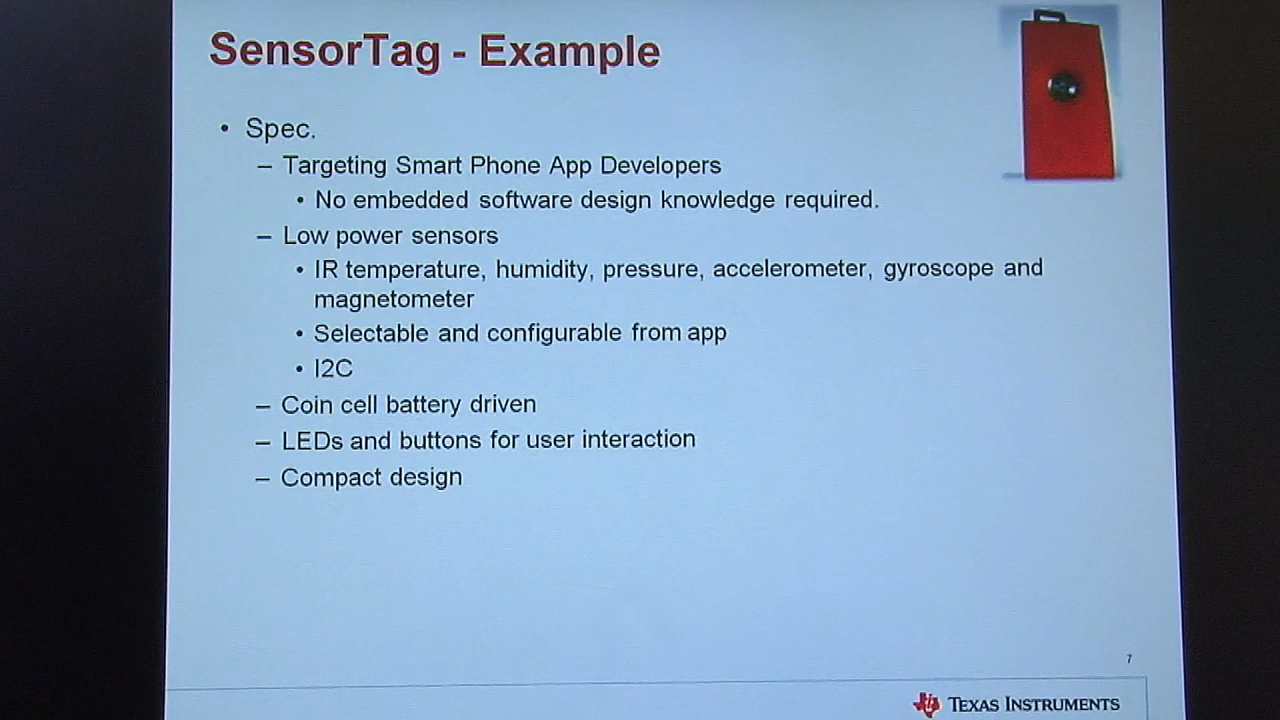 SensorTag - Example
• Spec.
– Targeting Smart Phone App Developers
• No embedded software design knowledge required.
– Low power sensors
• IR temperature, humidity, pressure, accelerometer, gyroscope and
magnetometer
• Selectable and configurable from app
• I2C
– Coin cell battery driven
– LEDs and buttons for user interaction
– Compact design
7
TEXAS INSTRUMENTS